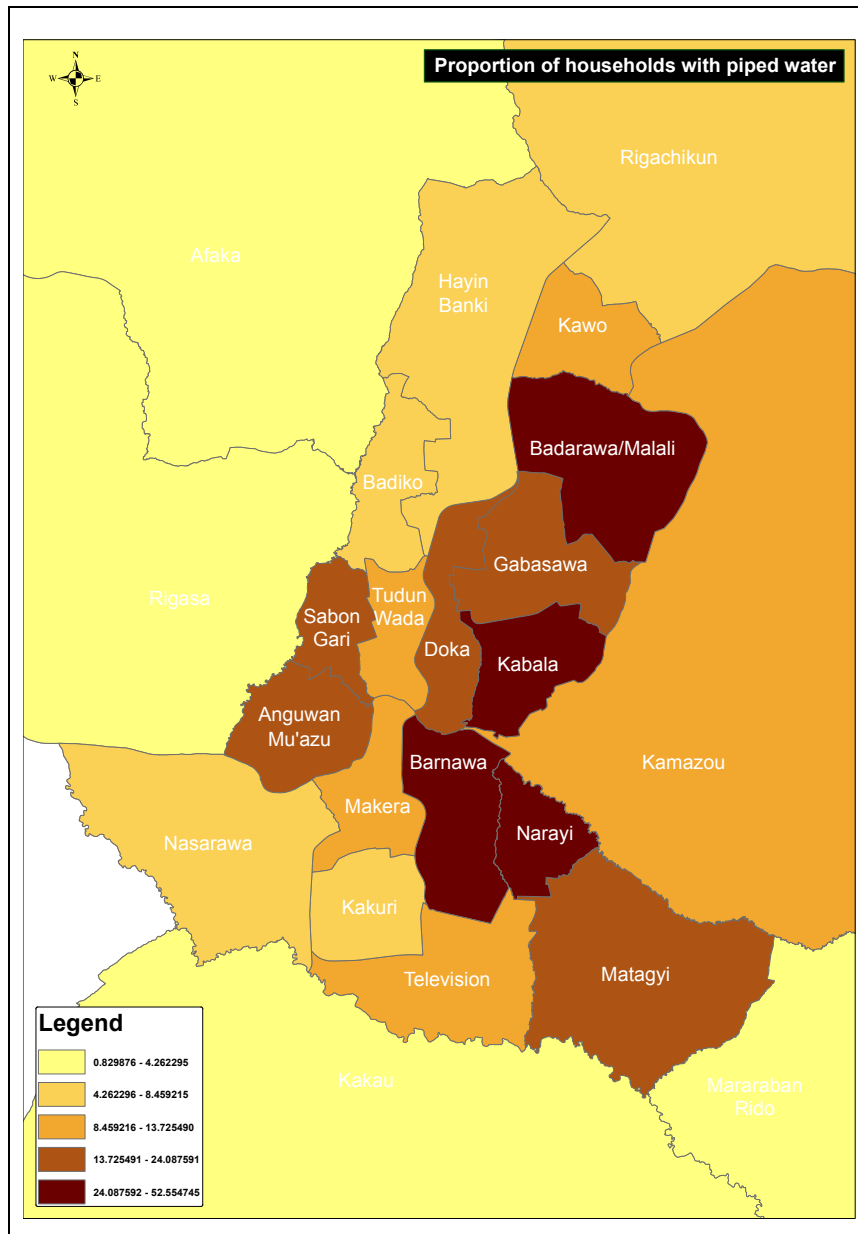 N
W E
S
Proportion of households with piped water
Rigachikun
Afaka
Hayin
Banki
Kawo
Badarawa/Malali
Badiko
Gabasawa
Rigasa
Tudun
Wada
Sabon
Gari
Doka
Kabala
Anguwan
Mu'azu
Barnawa
Kamazou
Makera
Narayi
Nasarawa
Kakuri
Television
Matagyi
Kakau
Mararaban
Rido
Legend
0.829876 - 4.262295
4.262296 - 8.459215
8.459216 - 13.725490
13.725491 - 24.087591
24.087592 - 52.554745